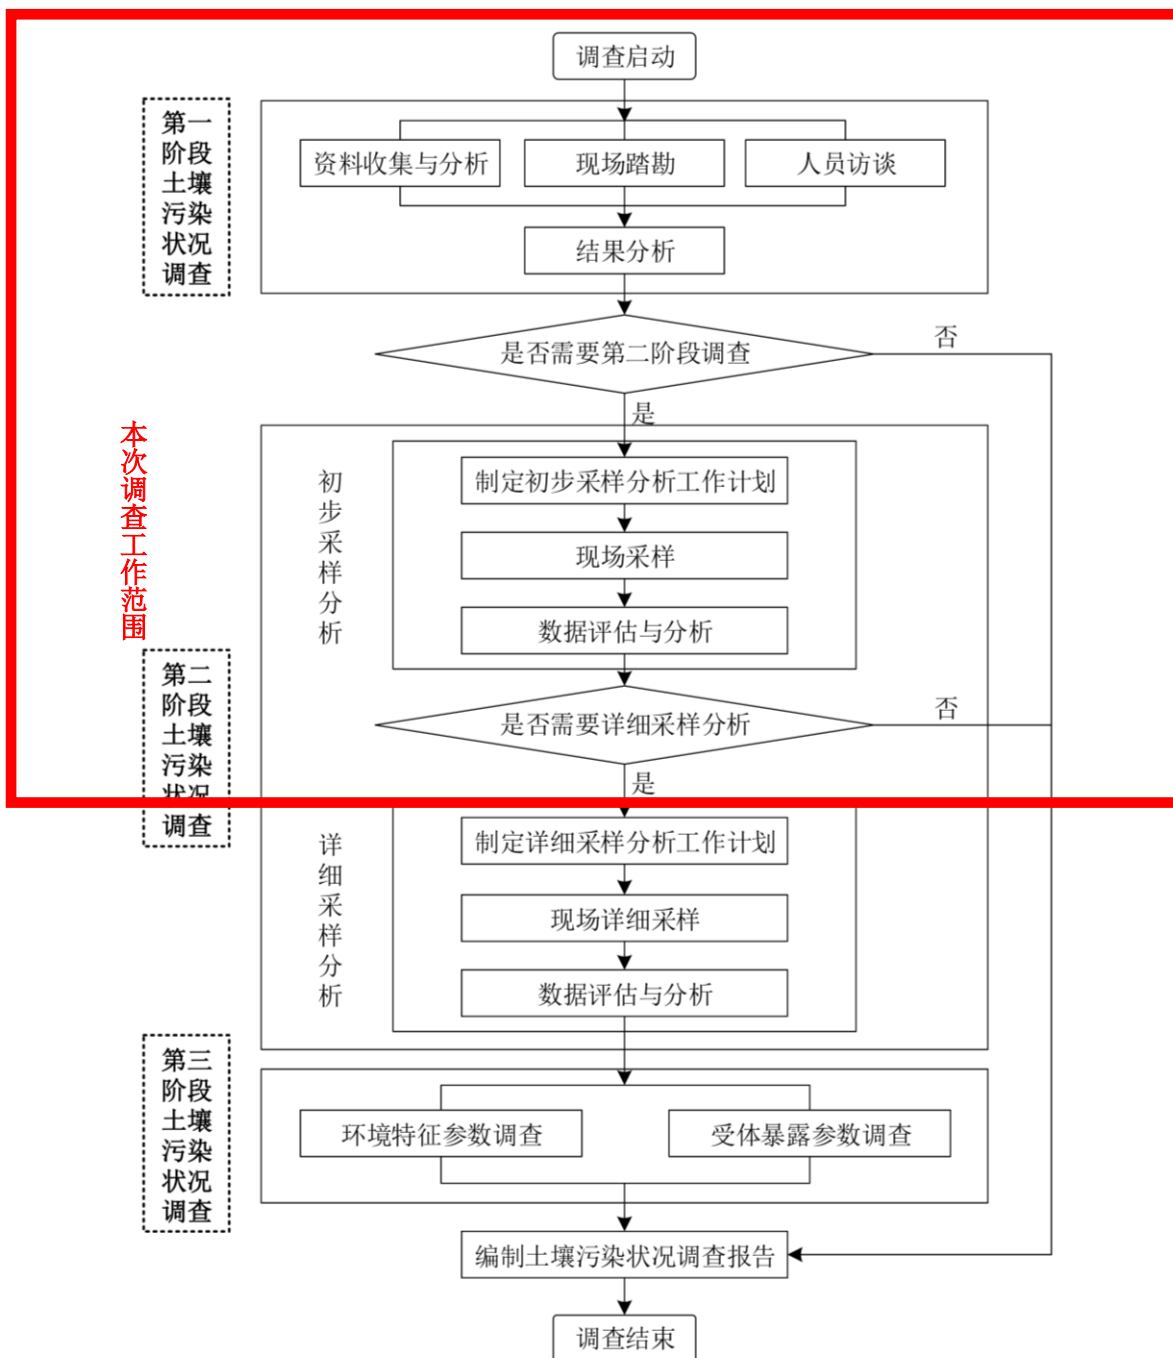 调查启动
第一
阶段
土壤
污染
状况
调查
资料收集与分析
现场踏勘
人员访谈
结果分析
是否需要第二阶段调查
否
是
本次调查工作范围
初步采样分析
制定初步采样分析工作计划
现场采样
数据评估与分析
第二
阶段
土壤
污染
状况
调查
是否需要详细采样分析
否
是
详细采样分析
制定详细采样分析工作计划
现场详细采样
数据评估与分析
第三
阶段
土壤
污染
状况
调查
环境特征参数调查
受体暴露参数调查
编制土壤污染状况调查报告
调查结束